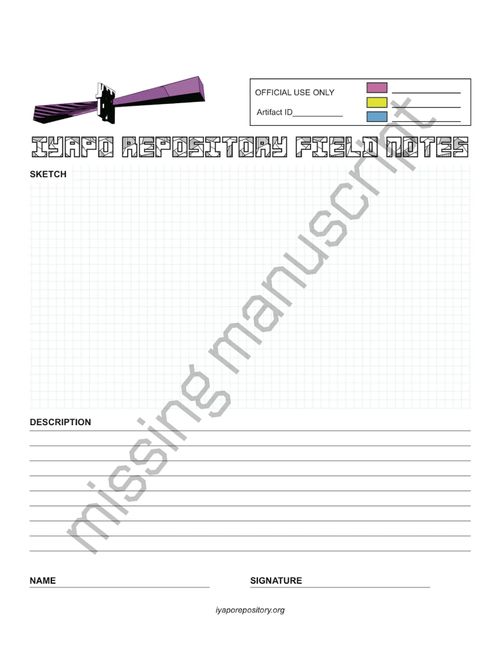 OFFICIAL USE ONLY
Artifact ID___________
IYAPO REPOSITORY FIELD NOTES
SKETCH
missing manuscript
DESCRIPTION
NAME
SIGNATURE
iyaporepository.org